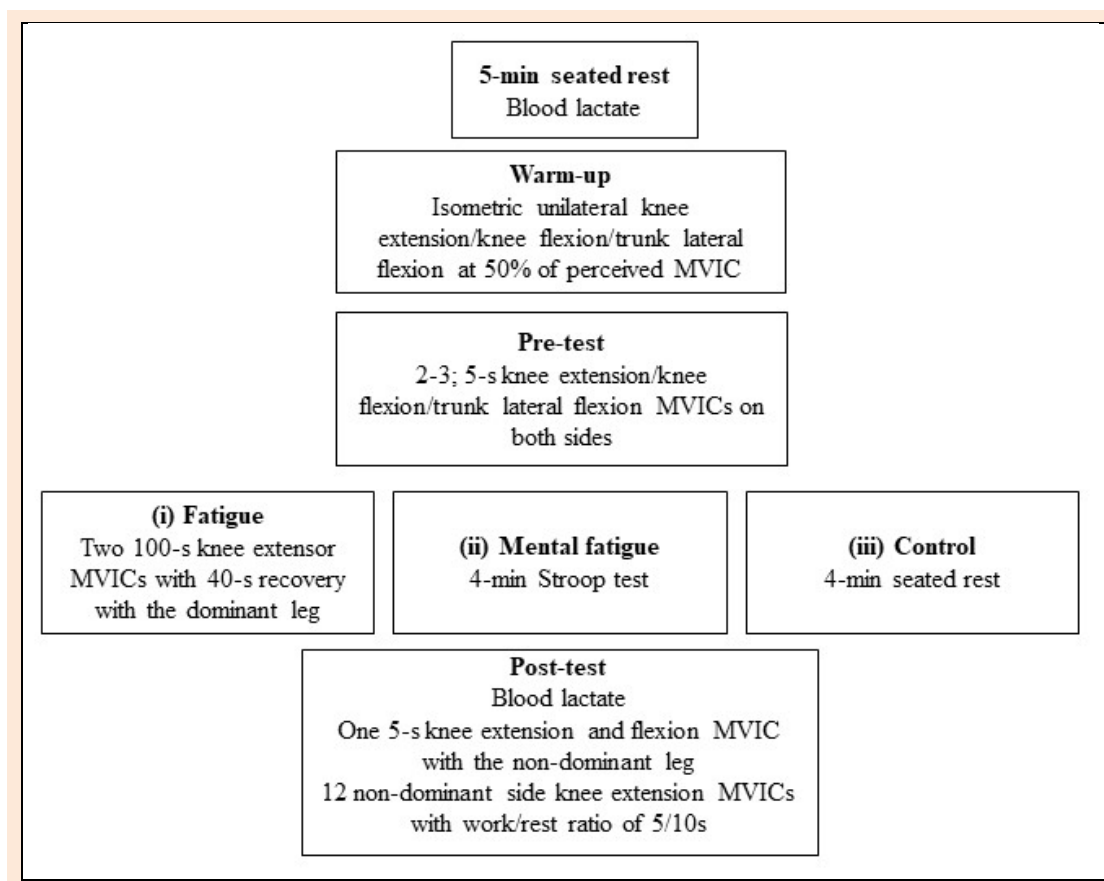 5-min seated rest
Blood lactate
Warm-up
Isometric unilateral knee
extension/knee flexion/trunk lateral
flexion at 50% of perceived MVIC
Pre-test
2-3; 5-s knee extension/knee
flexion/trunk lateral flexion MVICs on
both sides
(i) Fatigue
Two 100-s knee extensor
MVICs with 40-s recovery
with the dominant leg
(ii) Mental fatigue
4-min Stroop test
(iii) Control
4-min seated rest
Post-test
Blood lactate
One 5-s knee extension and flexion MVIC
with the non-dominant leg
12 non-dominant side knee extension MVICs
with work/rest ratio of 5/10s